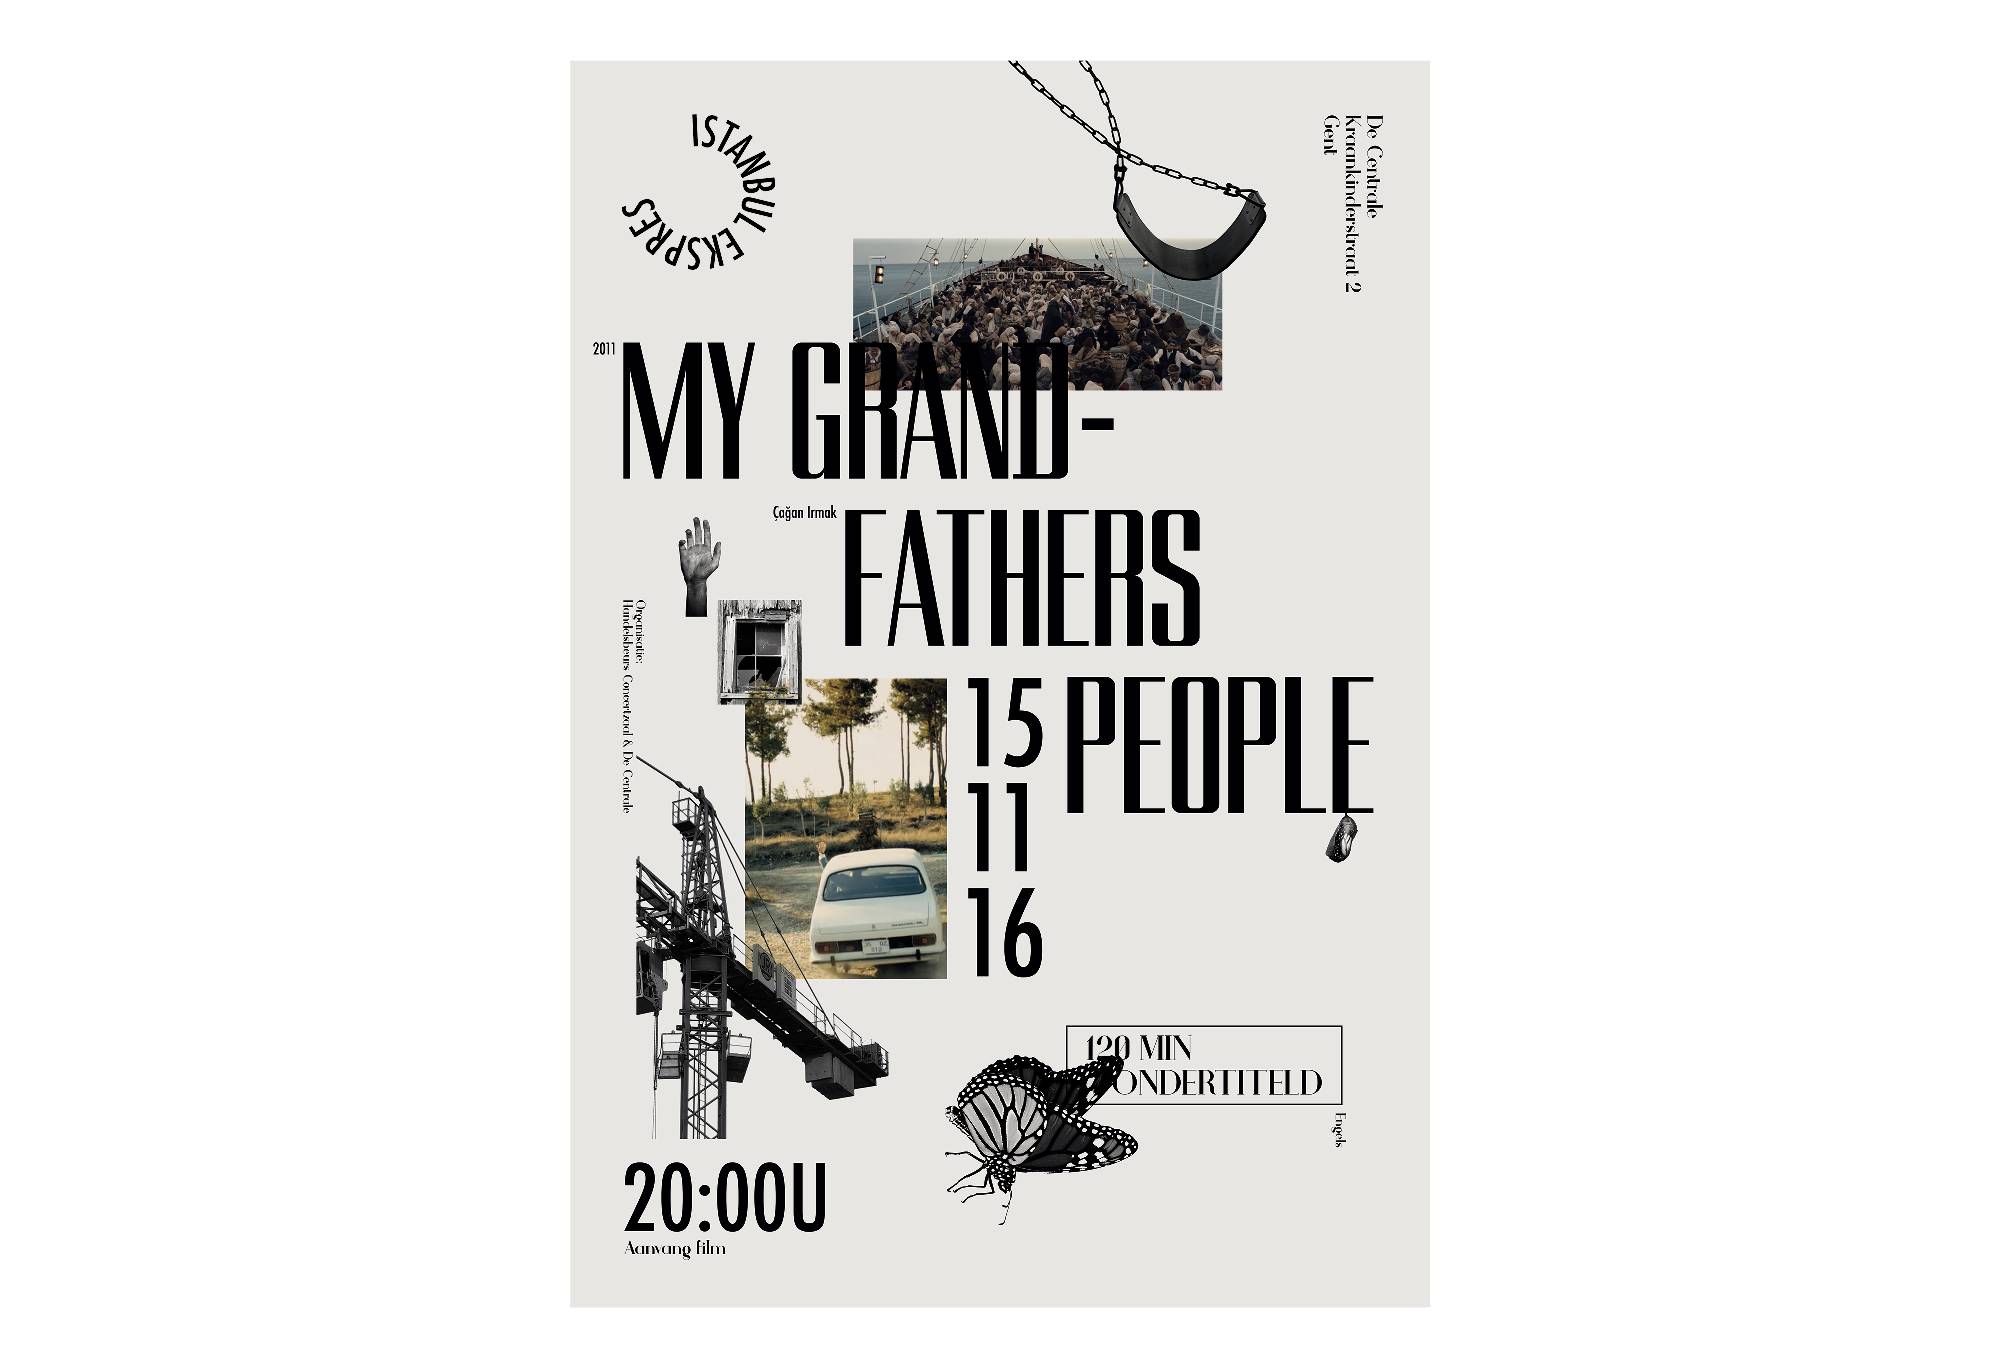 ISTANBUL EKSPRES
De Centrale
Kraankinderstraat 2
Gent
2011
MY GRAND-
Çağan Irmak
FATHERS
PEOPLE
15
11
16
Organisatie:
Handelsbeurs Concertzaal & De Centrale
120 MIN
ONDERTITELD
Engels
20:00U
Aanvang film